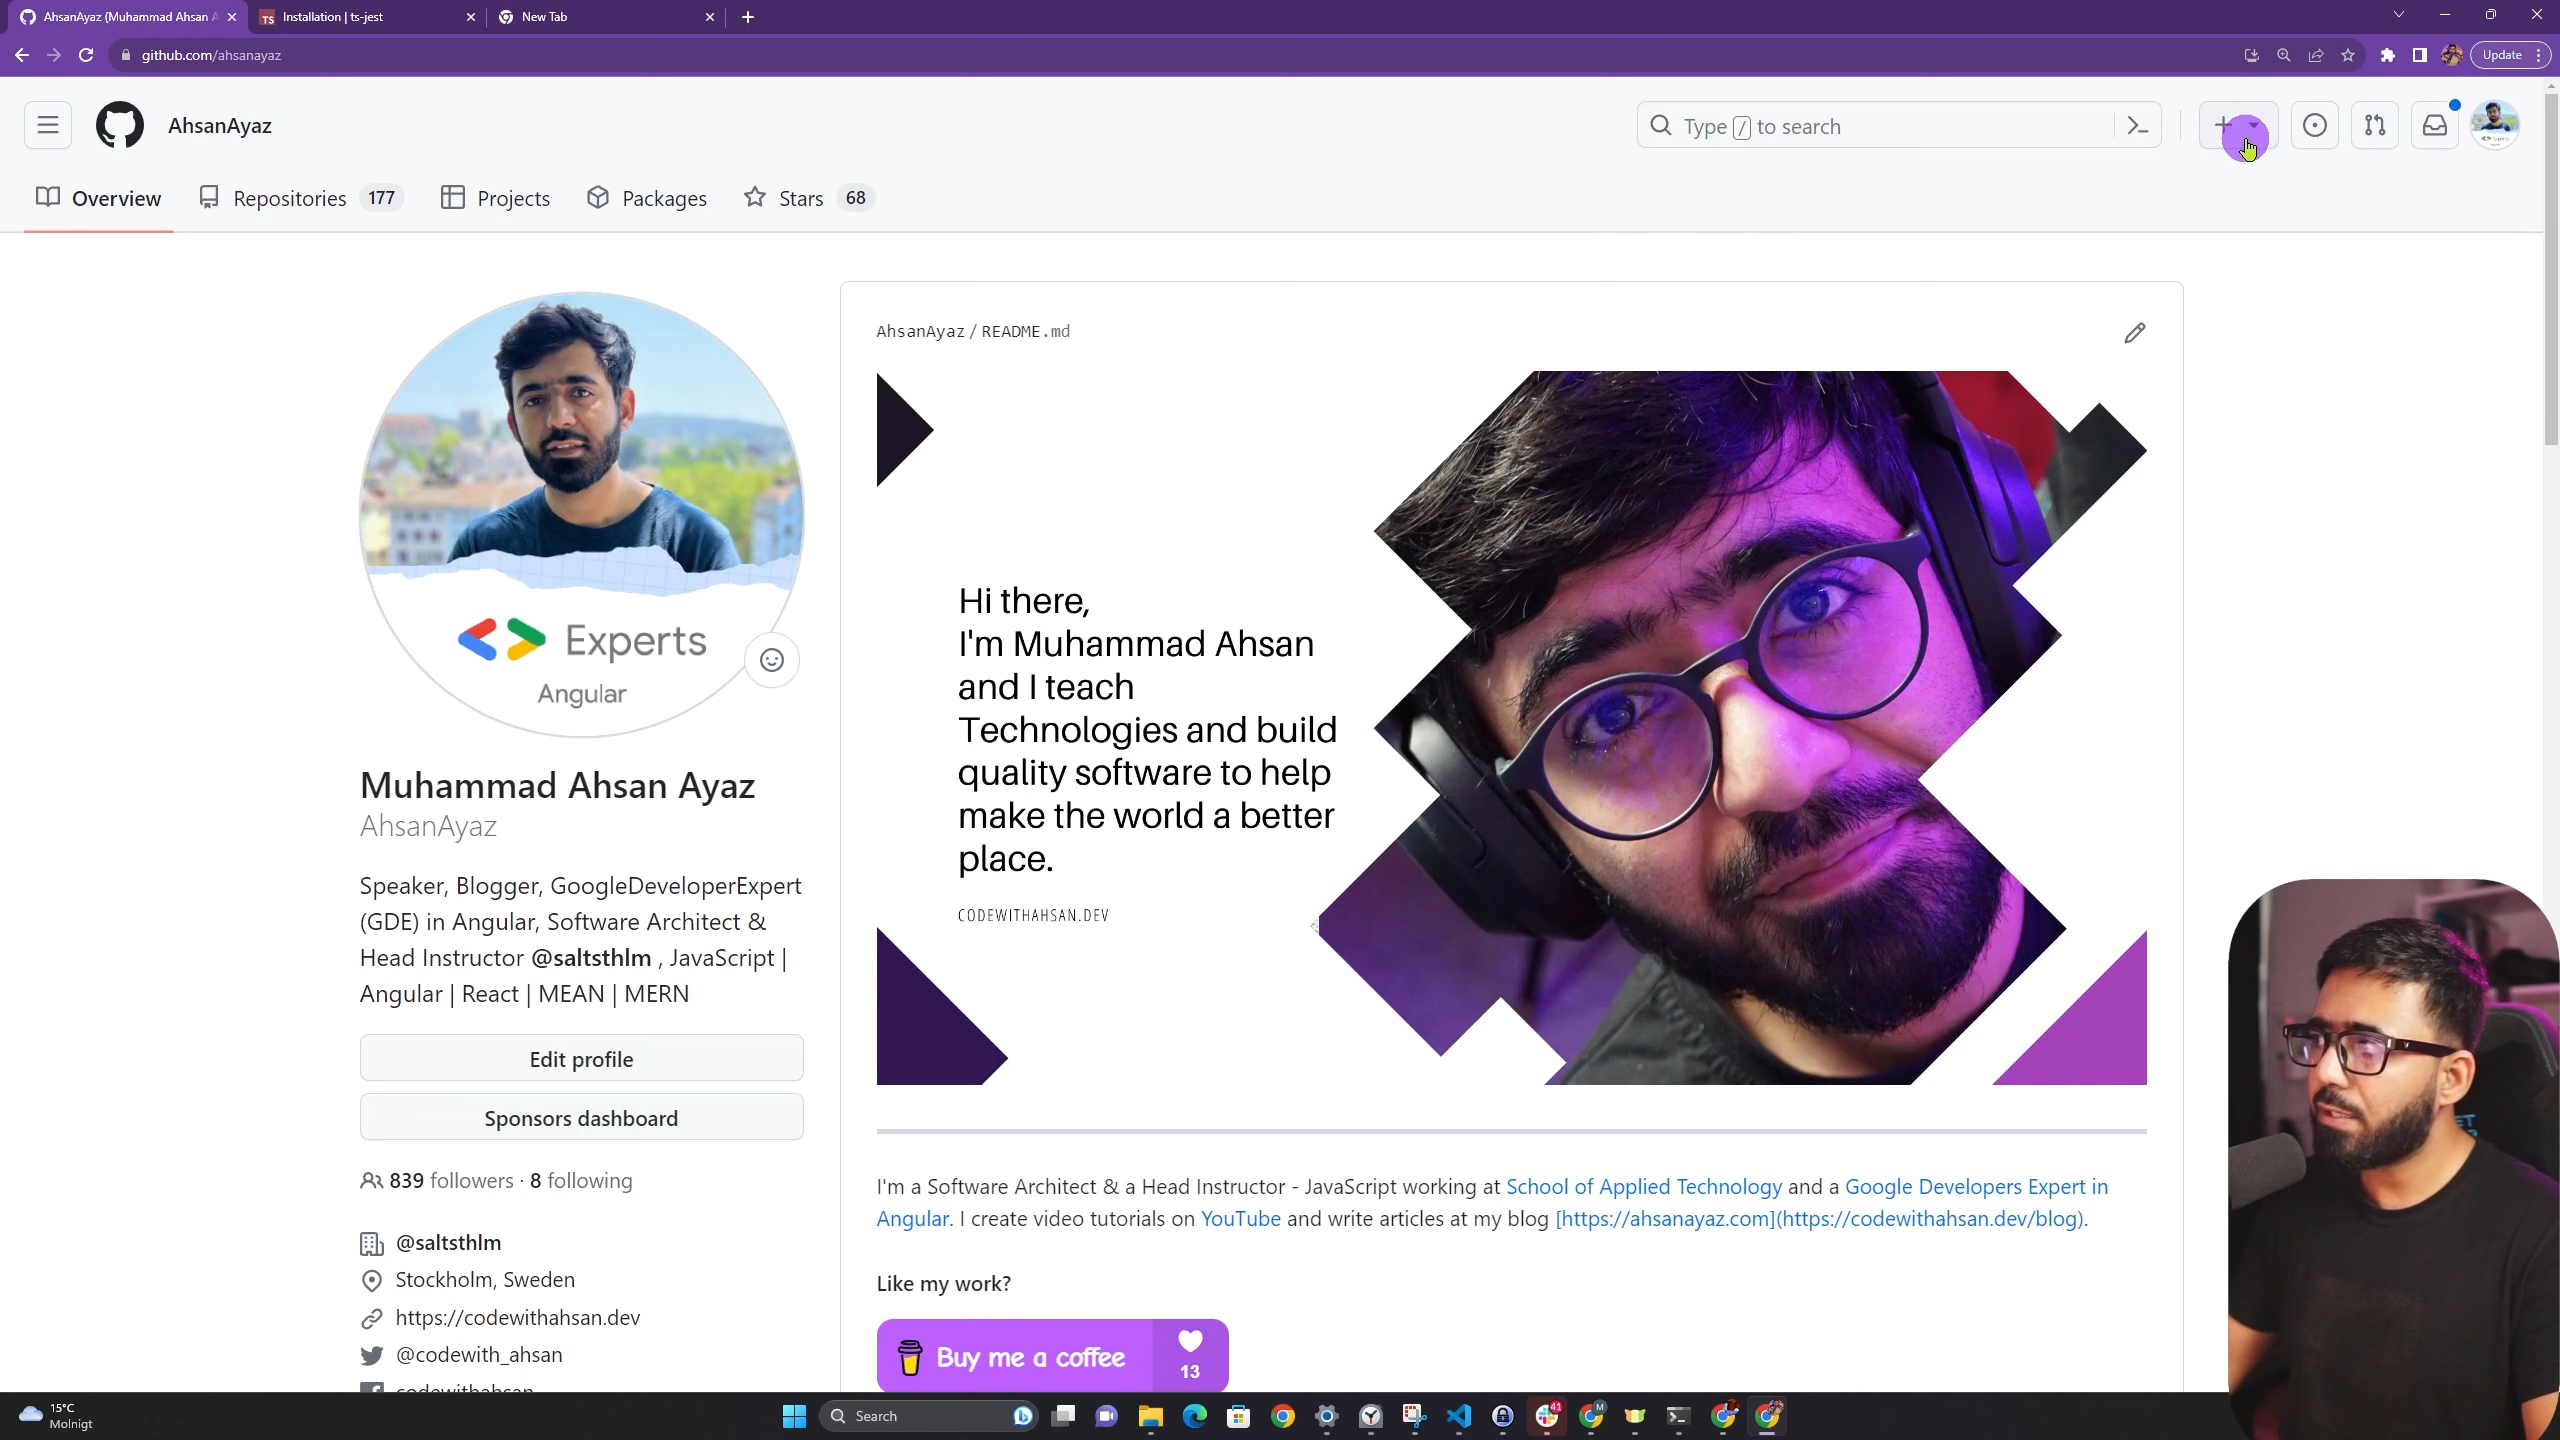 AhsanAyaz (Muhammad Ahsan A
Installation | ts-jest
New Tab
github.com/ahsanayaz
Update
AhsanAyaz
Type / to search
Overview
Repositories 177
Projects
Packages
Stars 68
AhsanAyaz / README.md
Hi there,
I'm Muhammad Ahsan
and I teach
Technologies and build
quality software to help
make the world a better
place.
CODEWITHAHSAN.DEV
Experts
Angular
Muhammad Ahsan Ayaz
AhsanAyaz
Speaker, Blogger, GoogleDeveloperExpert
(GDE) in Angular, Software Architect &
Head Instructor @saltsthlm , JavaScript |
Angular | React | MEAN | MERN
Edit profile
Sponsors dashboard
839 followers · 8 following
@saltsthlm
Stockholm, Sweden
https://codewithahsan.dev
@codewith_ahsan
I'm a Software Architect & a Head Instructor - JavaScript working at School of Applied Technology and a Google Developers Expert in
Angular. I create video tutorials on YouTube and write articles at my blog [https://ahsanayaz.com](https://codewithahsan.dev/blog).
Like my work?
Buy me a coffee
13
15°C
Molnigt
Search
41